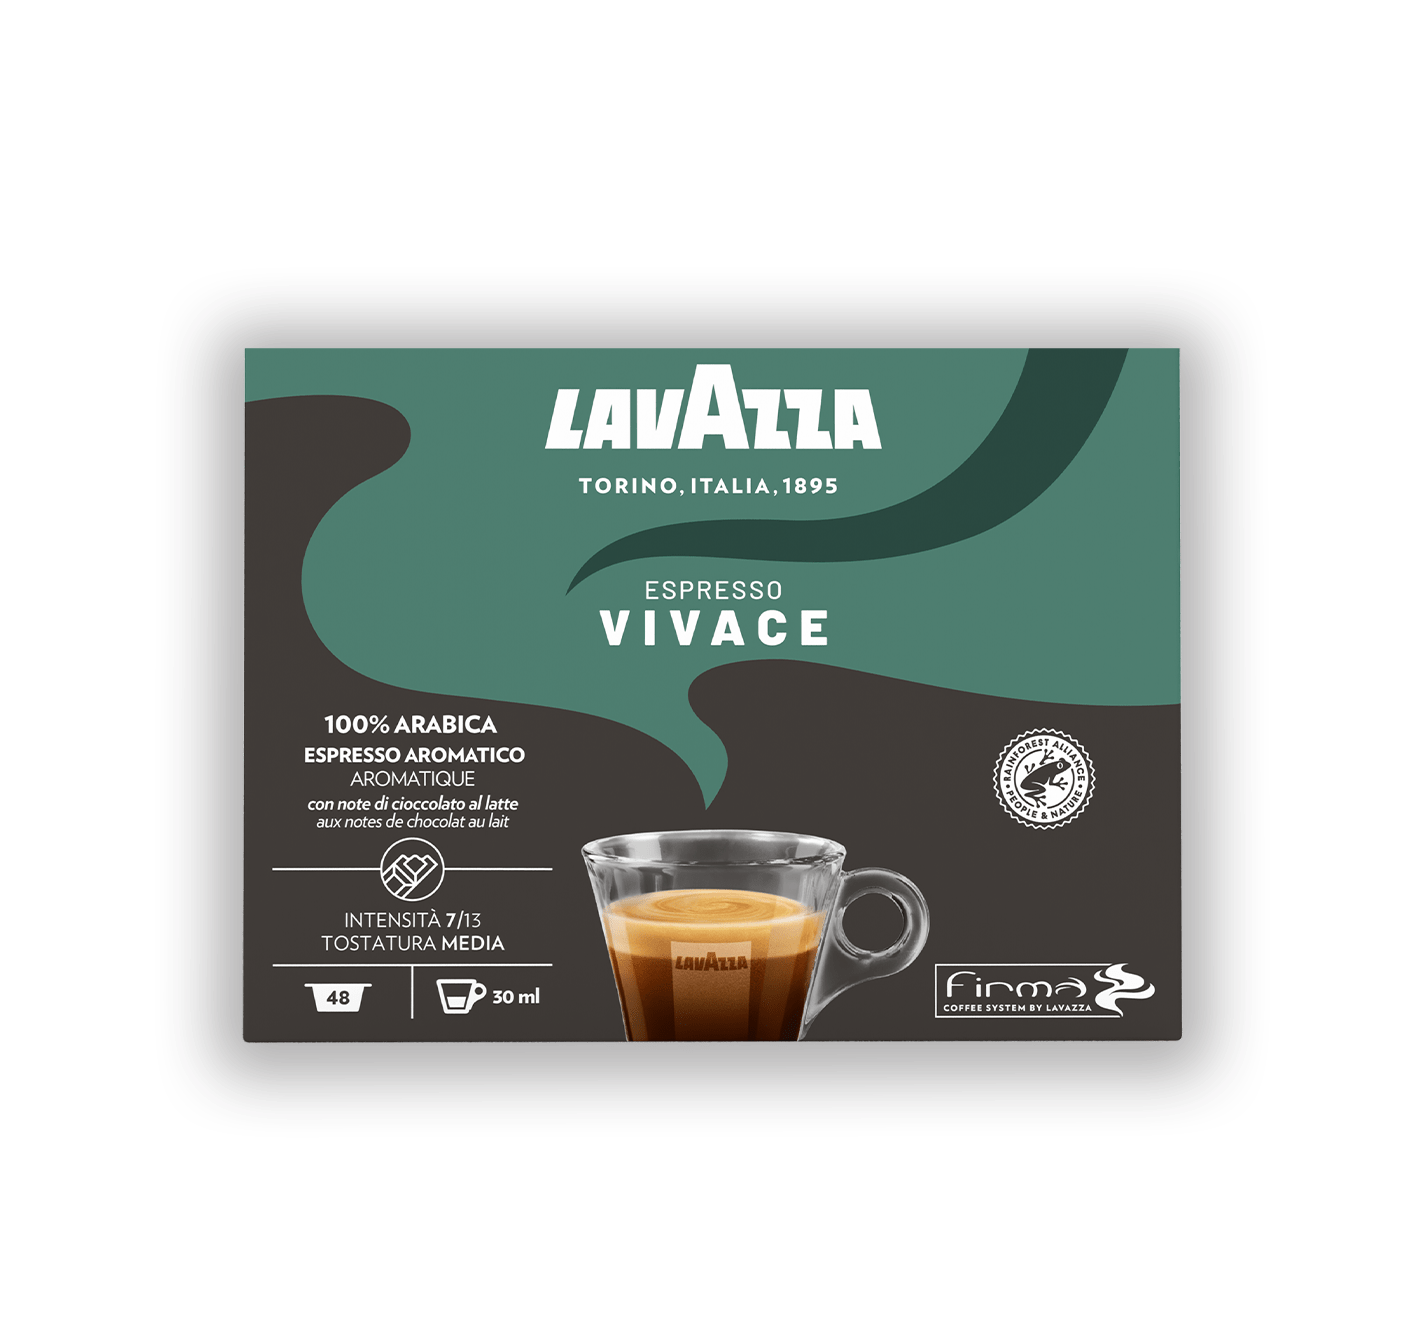 LAVAZZA
TORINO, ITALIA, 1895
ESPRESSO
VIVACE
100% ARABICA
ESPRESSO AROMATICO
AROMATIQUE
con note di cioccolato al latte
aux notes de chocolat au lait
INTENSITÀ 7/13
TOSTATURA MEDIA
48
30 ml
RAINFOREST ALLIANCE
PEOPLE & NATURE
LAVAZZA
Firma
COFFEE SYSTEM BY LAVAZZA